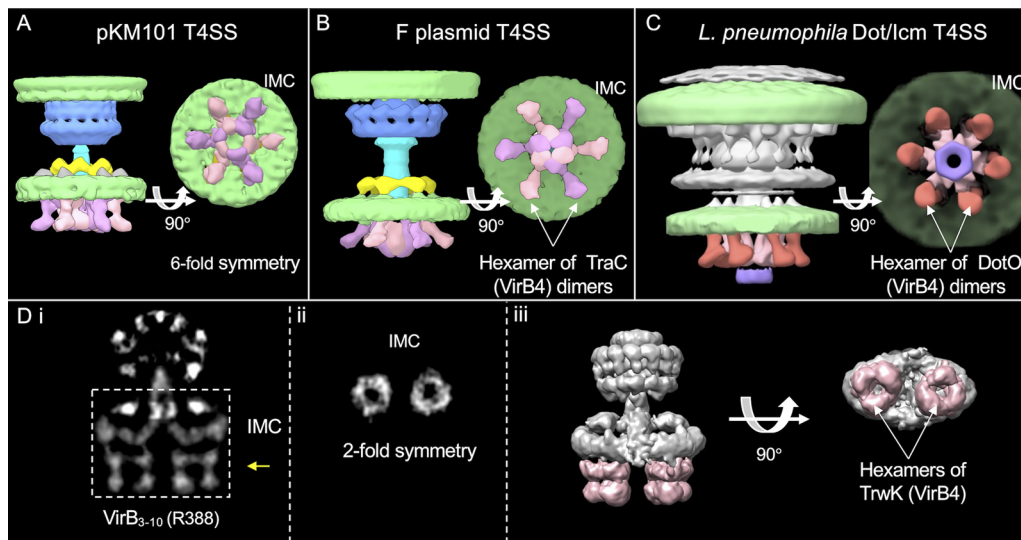 A
pKM101 T4SS
IMC
90°
6-fold symmetry
B
F plasmid T4SS
IMC
90°
Hexamer of TraC
(VirB4) dimers
C
L. pneumophila Dot/Icm T4SS
IMC
90°
Hexamer of DotO
(VirB4) dimers
D i
IMC
VirB3-10 (R388)
ii
IMC
2-fold symmetry
iii
90°
Hexamers of
TrwK (VirB4)